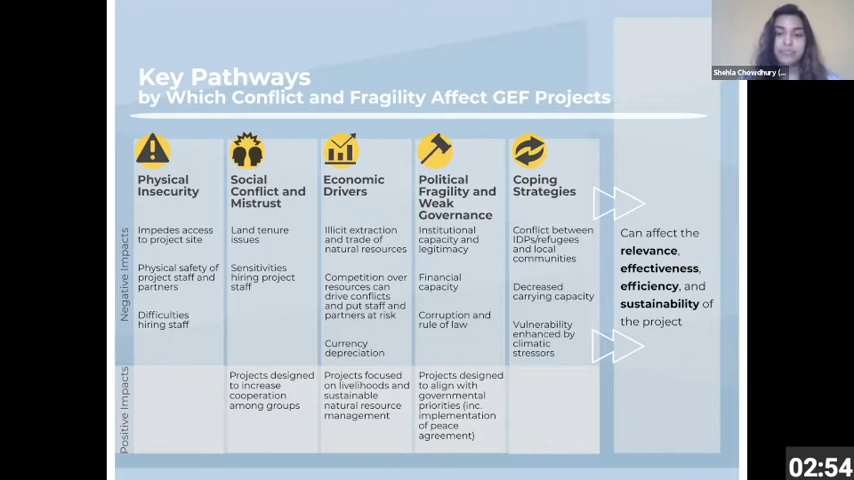 Key Pathways
by Which Conflict and Fragility Affect GEF Projects
Shehla Chowdhury (...
Physical
Insecurity
Social
Conflict and
Mistrust
Economic
Drivers
Political
Fragility and
Weak
Governance
Coping
Strategies
Negative Impacts
Impedes access
to project site
Physical safety of
project staff and
partners
Difficulties
hiring staff
Land tenure
issues
Sensitivities
hiring project
staff
Illicit extraction
and trade of
natural resources
Competition over
resources can
drive conflicts
and put staff and
partners at risk
Currency
depreciation
Institutional
capacity and
legitimacy
Financial
capacity
Corruption and
rule of law
Conflict between
IDPs/refugees
and local
communities
Decreased
carrying capacity
Vulnerability
enhanced by
climatic
stressors
Positive Impacts
Projects designed
to increase
cooperation
among groups
Projects focused
on livelihoods and
sustainable
natural resource
management
Projects designed
to align with
governmental
priorities (inc.
implementation
of peace
agreement)
Can affect the
relevance,
effectiveness,
efficiency, and
sustainability of
the project
02:54